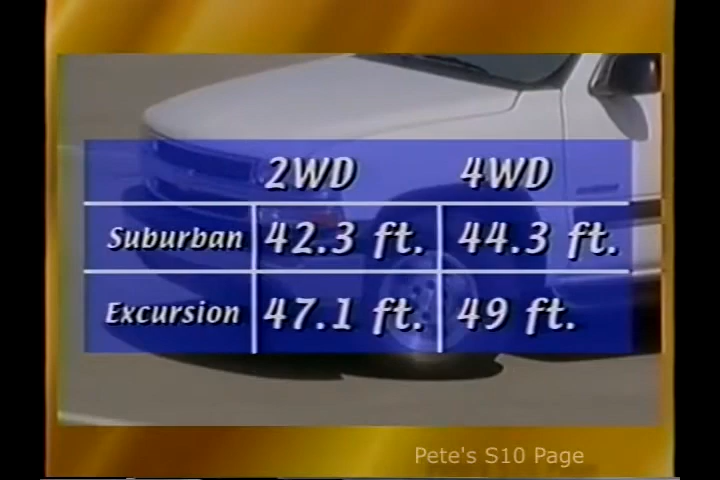 2WD 4WD
Suburban 42.3 ft. 44.3 ft.
Excursion 47.1 ft. 49 ft.
Pete's S10 Page